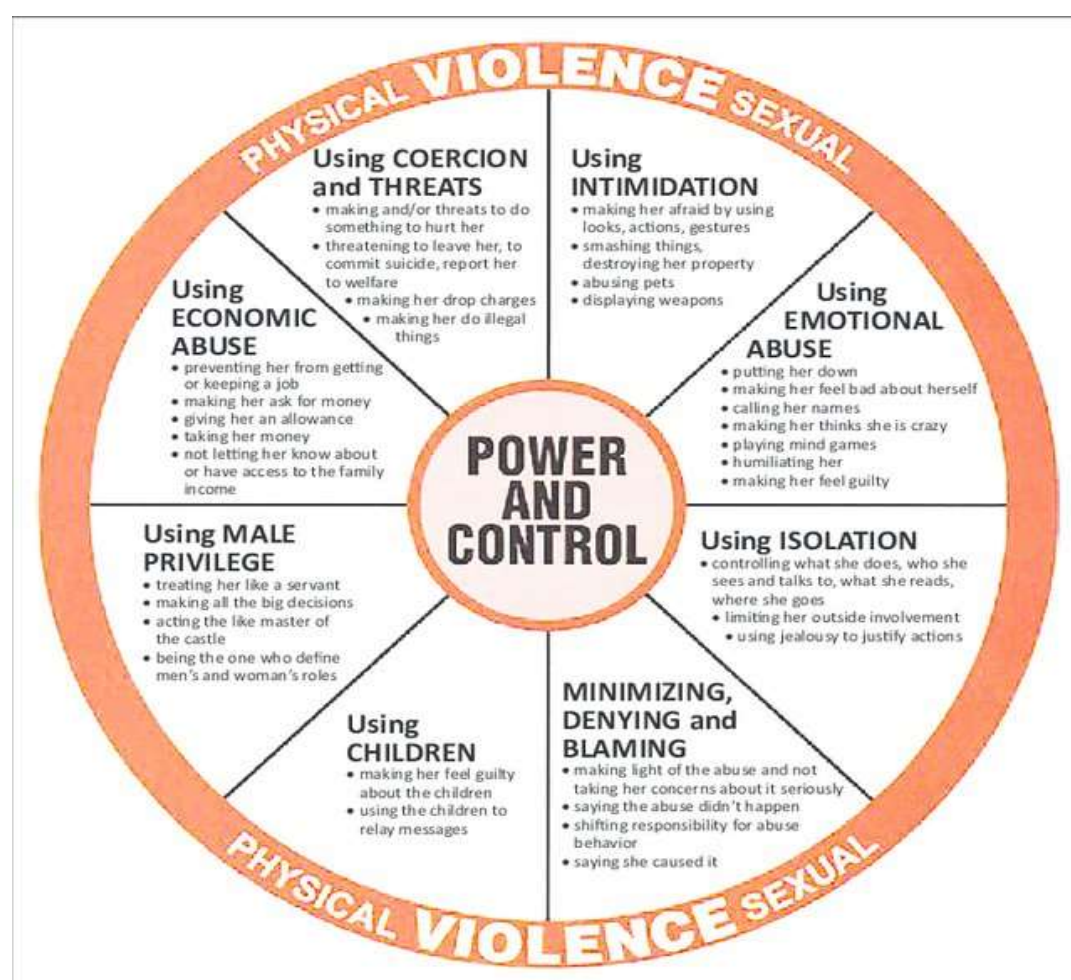 PHYSICAL VIOLENCE SEXUAL
Using COERCION
and THREATS
• making and/or threats to do
something to hurt her
• threatening to leave her, to
commit suicide, report her
to welfare
• making her drop charges
• making her do illegal
things
Using
INTIMIDATION
• making her afraid by using
looks, actions, gestures
• smashing things,
destroying her property
• abusing pets
• displaying weapons
Using
EMOTIONAL
ABUSE
• putting her down
• making her feel bad about herself
• calling her names
• making her thinks she is crazy
• playing mind games
• humiliating her
• making her feel guilty
Using ISOLATION
• controlling what she does, who she
sees and talks to, what she reads,
where she goes
• limiting her outside involvement
• using jealousy to justify actions
MINIMIZING,
DENYING and
BLAMING
• making light of the abuse and not
taking her concerns about it seriously
• saying the abuse didn't happen
• shifting responsibility for abuse
behavior
• saying she caused it
Using
CHILDREN
• making her feel guilty
about the children
• using the children to
relay messages
Using MALE
PRIVILEGE
• treating her like a servant
• making all the big decisions
• acting the like master of
the castle
• being the one who define
men's and woman's roles
Using
ECONOMIC
ABUSE
• preventing her from getting
or keeping a job
• making her ask for money
• giving her an allowance
• taking her money
• not letting her know about
or have access to the family
income
POWER
AND
CONTROL
PHYSICAL VIOLENCE SEXUAL